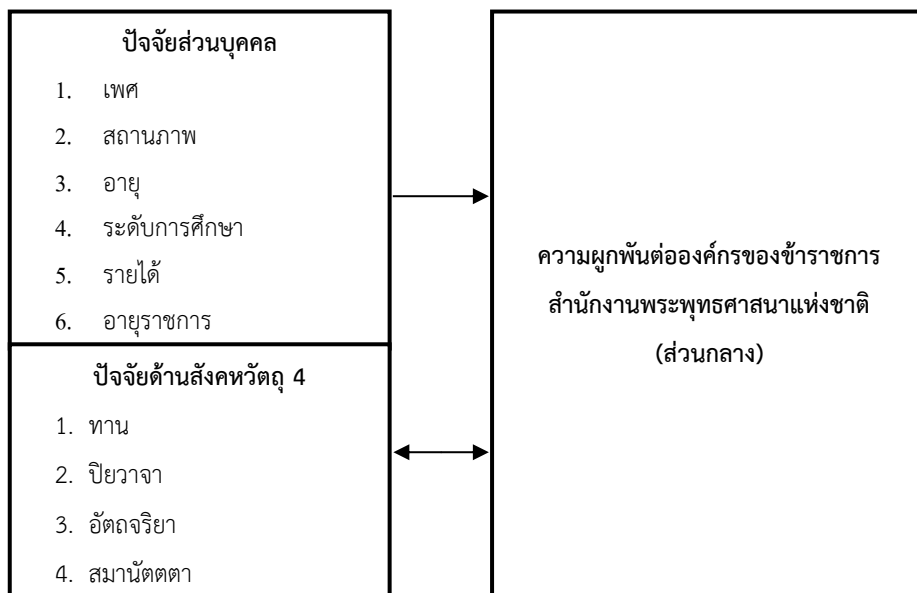 ปัจจัยส่วนบุคคล
1. เพศ
2. สถานภาพ
3. อายุ
4. ระดับการศึกษา
5. รายได้
6. อายุราชการ
ปัจจัยด้านสังคหวัตถุ 4
1. ทาน
2. ปิยวาจา
3. อัตถจริยา
4. สมานัตตตา
ความผูกพันต่อองค์กรของข้าราชการ
สำนักงานพระพุทธศาสนาแห่งชาติ
(ส่วนกลาง)